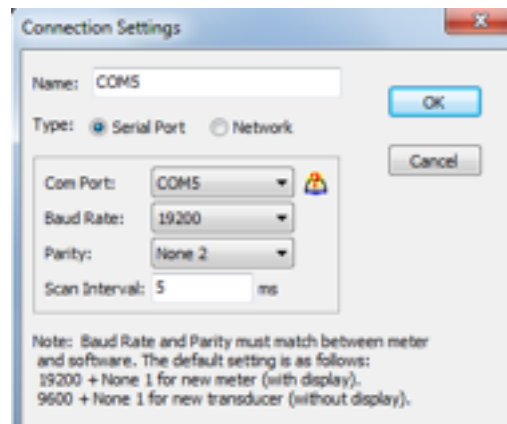 Connection Settings
Name: COM5
OK
Type: Serial Port Network
Cancel
Com Port: COM5
Baud Rate: 19200
Parity: None 2
Scan Interval: 5 ms
Note: Baud Rate and Parity must match between meter
and software. The default setting is as follows:
19200 + None 1 for new meter (with display).
9600 + None 1 for new transducer (without display).